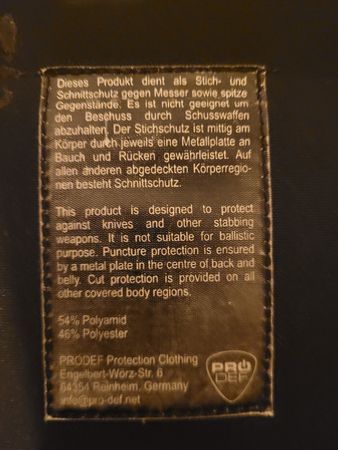 Dieses Produkt dient als Stich- und
Schnittschutz gegen Messer sowie spitze
Gegenstände. Es ist nicht geeignet um
den Beschuss durch Schusswaffen
abzuhalten. Der Stichschutz ist mittig am
Körper durch jeweils eine Metallplatte an
Bauch und Rücken gewährleistet. Auf
allen anderen abgedeckten Körperregio-
nen besteht Schnittschutz.
This product is designed to protect
against knives and other stabbing
weapons. It is not suitable for ballistic
purpose. Puncture protection is ensured
by a metal plate in the centre of back and
belly. Cut protection is provided on all
other covered body regions.
54% Polyamid
46% Polyester
PRODEF Protection Clothing
Engelbert-Wörz-Str. 6
64354 Reinheim, Germany
info@pro-def.net
PRO
DEF